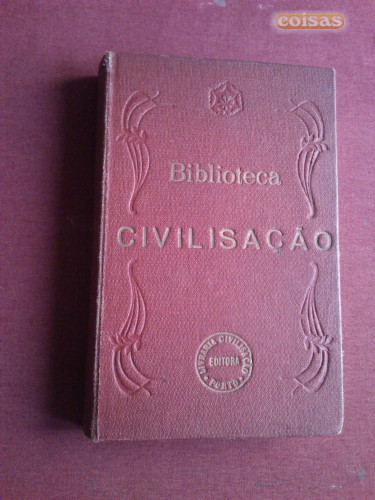 coisas
Biblioteca
CIVILISAÇÃO
LIVRARIA CIVILISAÇÃO
EDITORA
PORTO